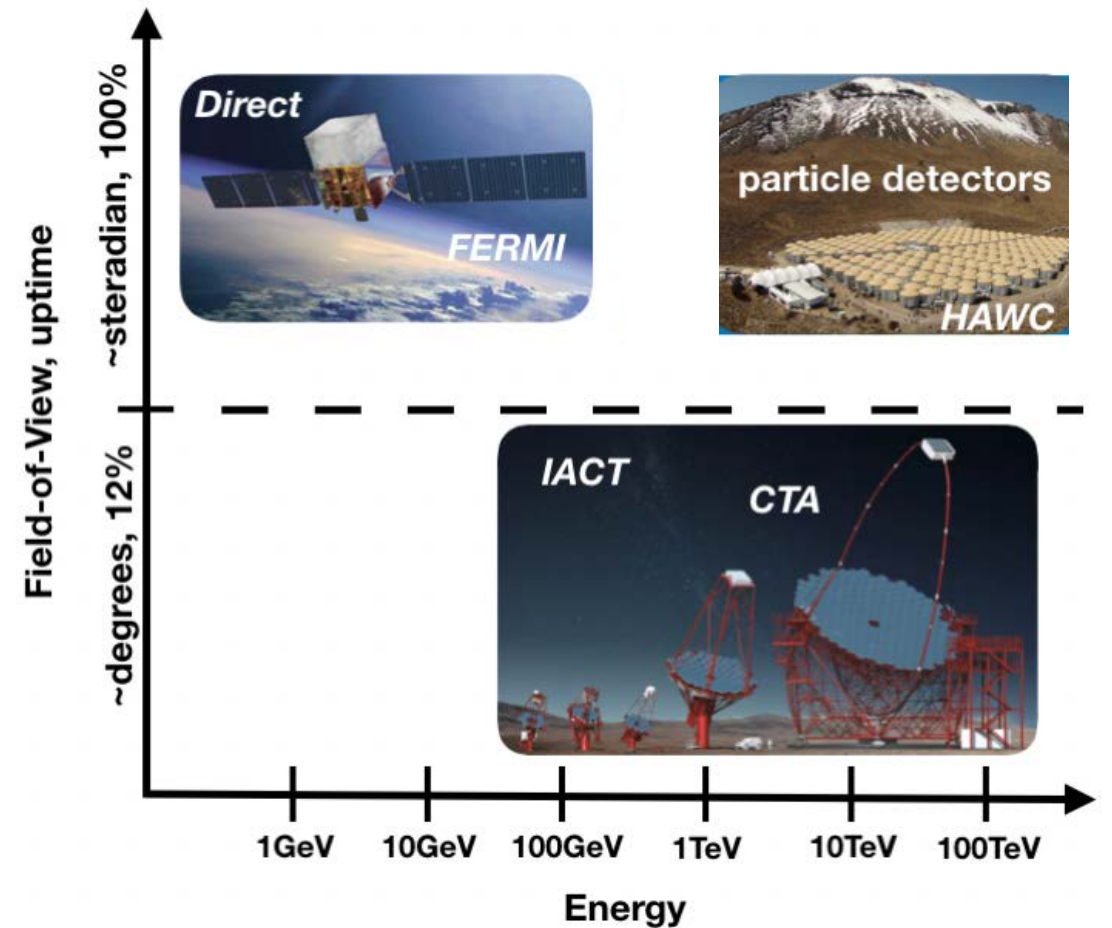 Field-of-View, uptime
~steradian, 100%
~degrees, 12%
Direct
FERMI
particle detectors
HAWC
IACT
CTA
1GeV
10GeV
100GeV
1TeV
10TeV
100TeV
Energy